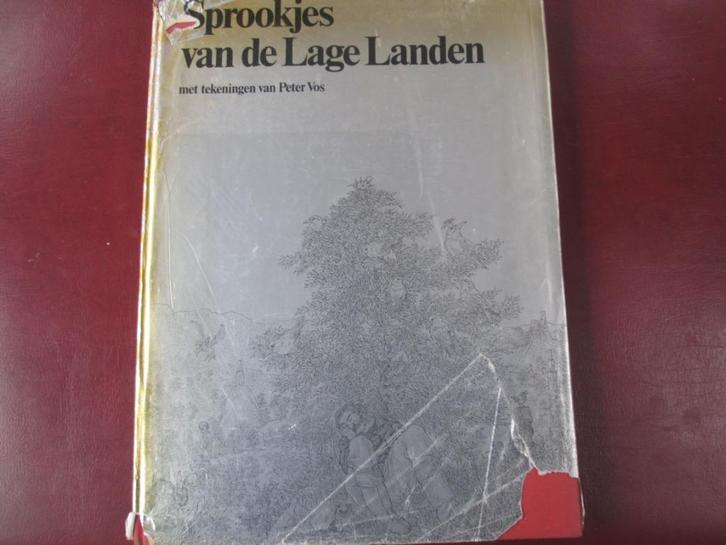 Sprookjes
van de Lage Landen
met tekeningen van Peter Vos